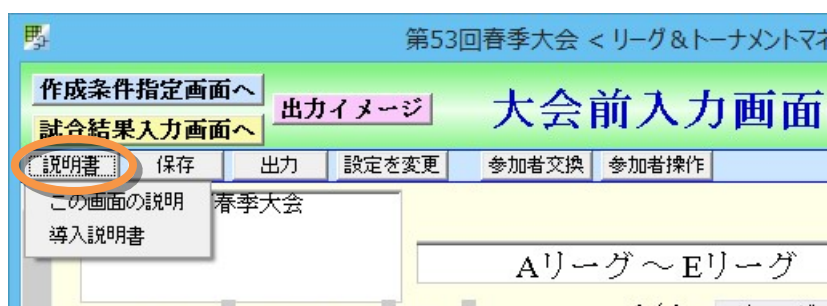 第53回春季大会 < リーグ&トーナメントマネ
作成条件指定画面へ
出力イメージ
大会前入力画面
試合結果入力画面へ
説明書 保存 出力 設定を変更 参加者交換 参加者操作
この画面の説明
春季大会
導入説明書
Aリーグ～Eリーグ